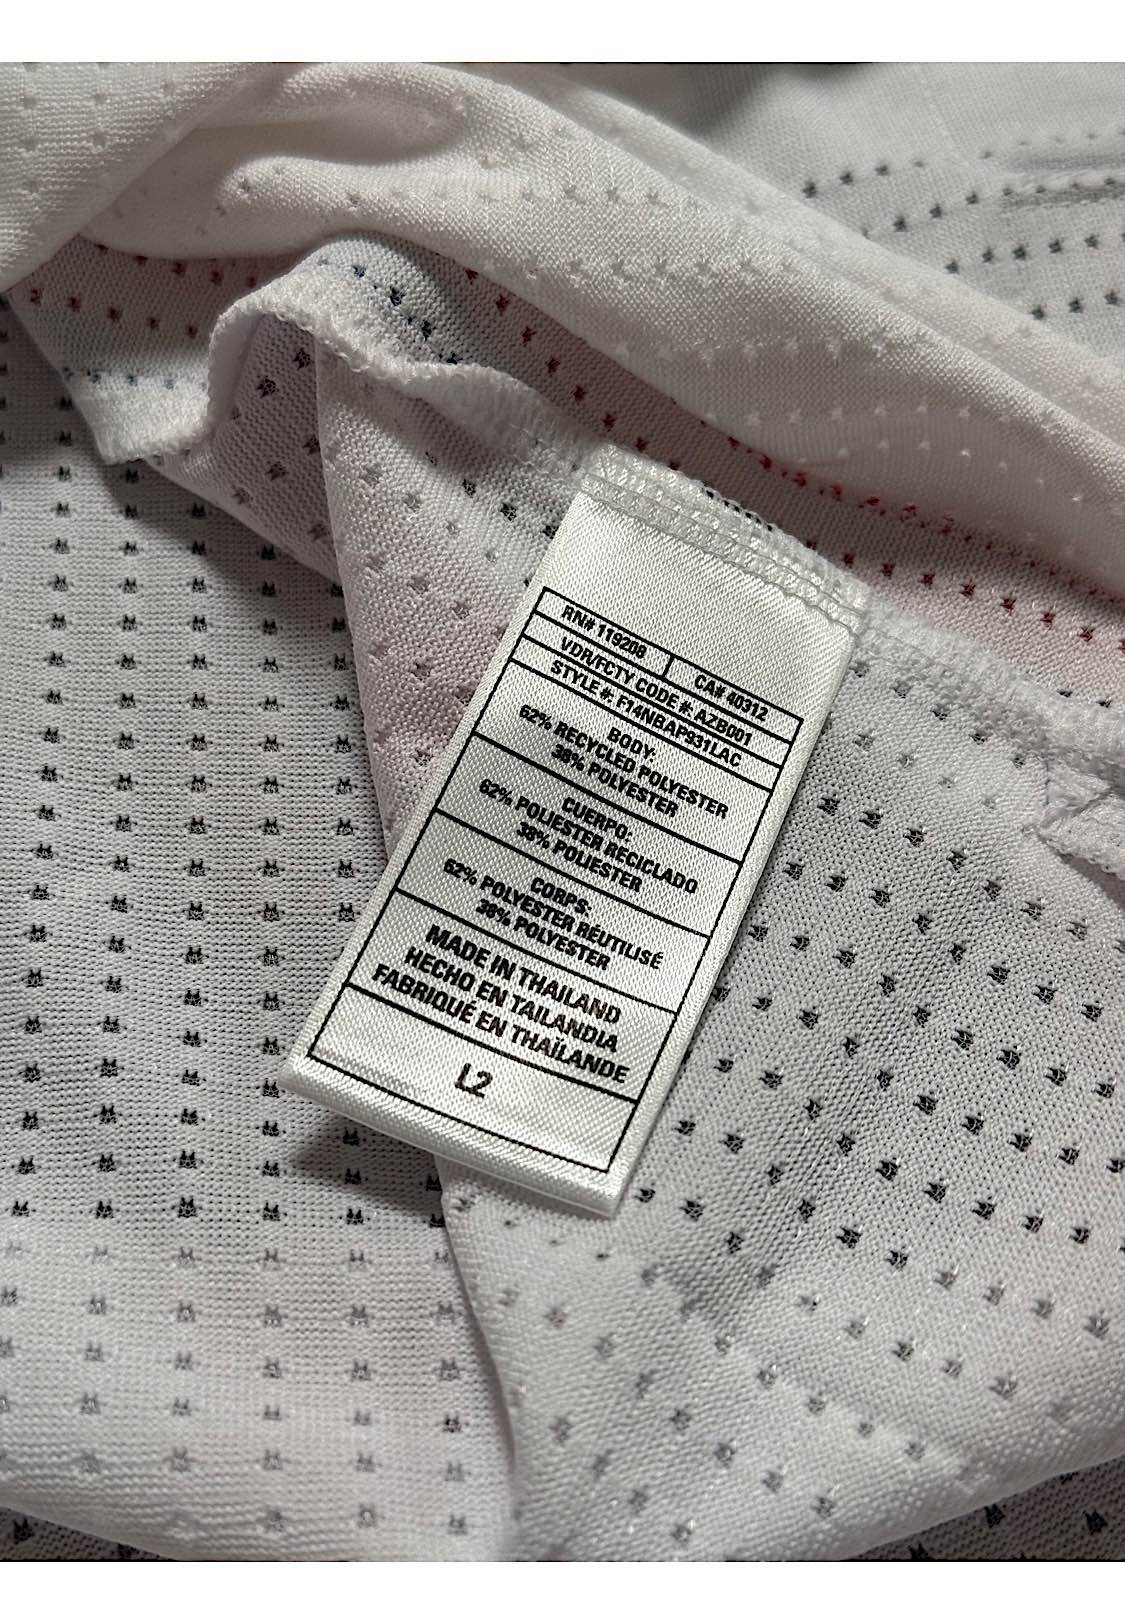 RN# 119208 CA# 40312
VDR/FCTY CODE #: AZB001
STYLE #: F14NBAP931LAC
BODY:
62% RECYCLED POLYESTER
38% POLYESTER
CUERPO:
62% POLIESTER RECICLADO
38% POLIESTER
CORPS:
62% POLYESTER RÉUTILISÉ
38% POLYESTER
MADE IN THAILAND
HECHO EN TAILANDIA
FABRIQUÉ EN THAÏLANDE
L2